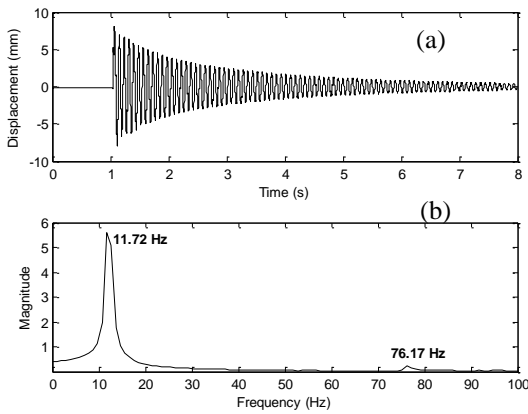 10
(a)
5
0
-5
-10
Displacement (mm)
0 1 2 3 4 5 6 7 8
Time (s)
(b)
6
11.72 Hz
5
4
3
2
1
Magnitude
76.17 Hz
0 10 20 30 40 50 60 70 80 90 100
Frequency (Hz)